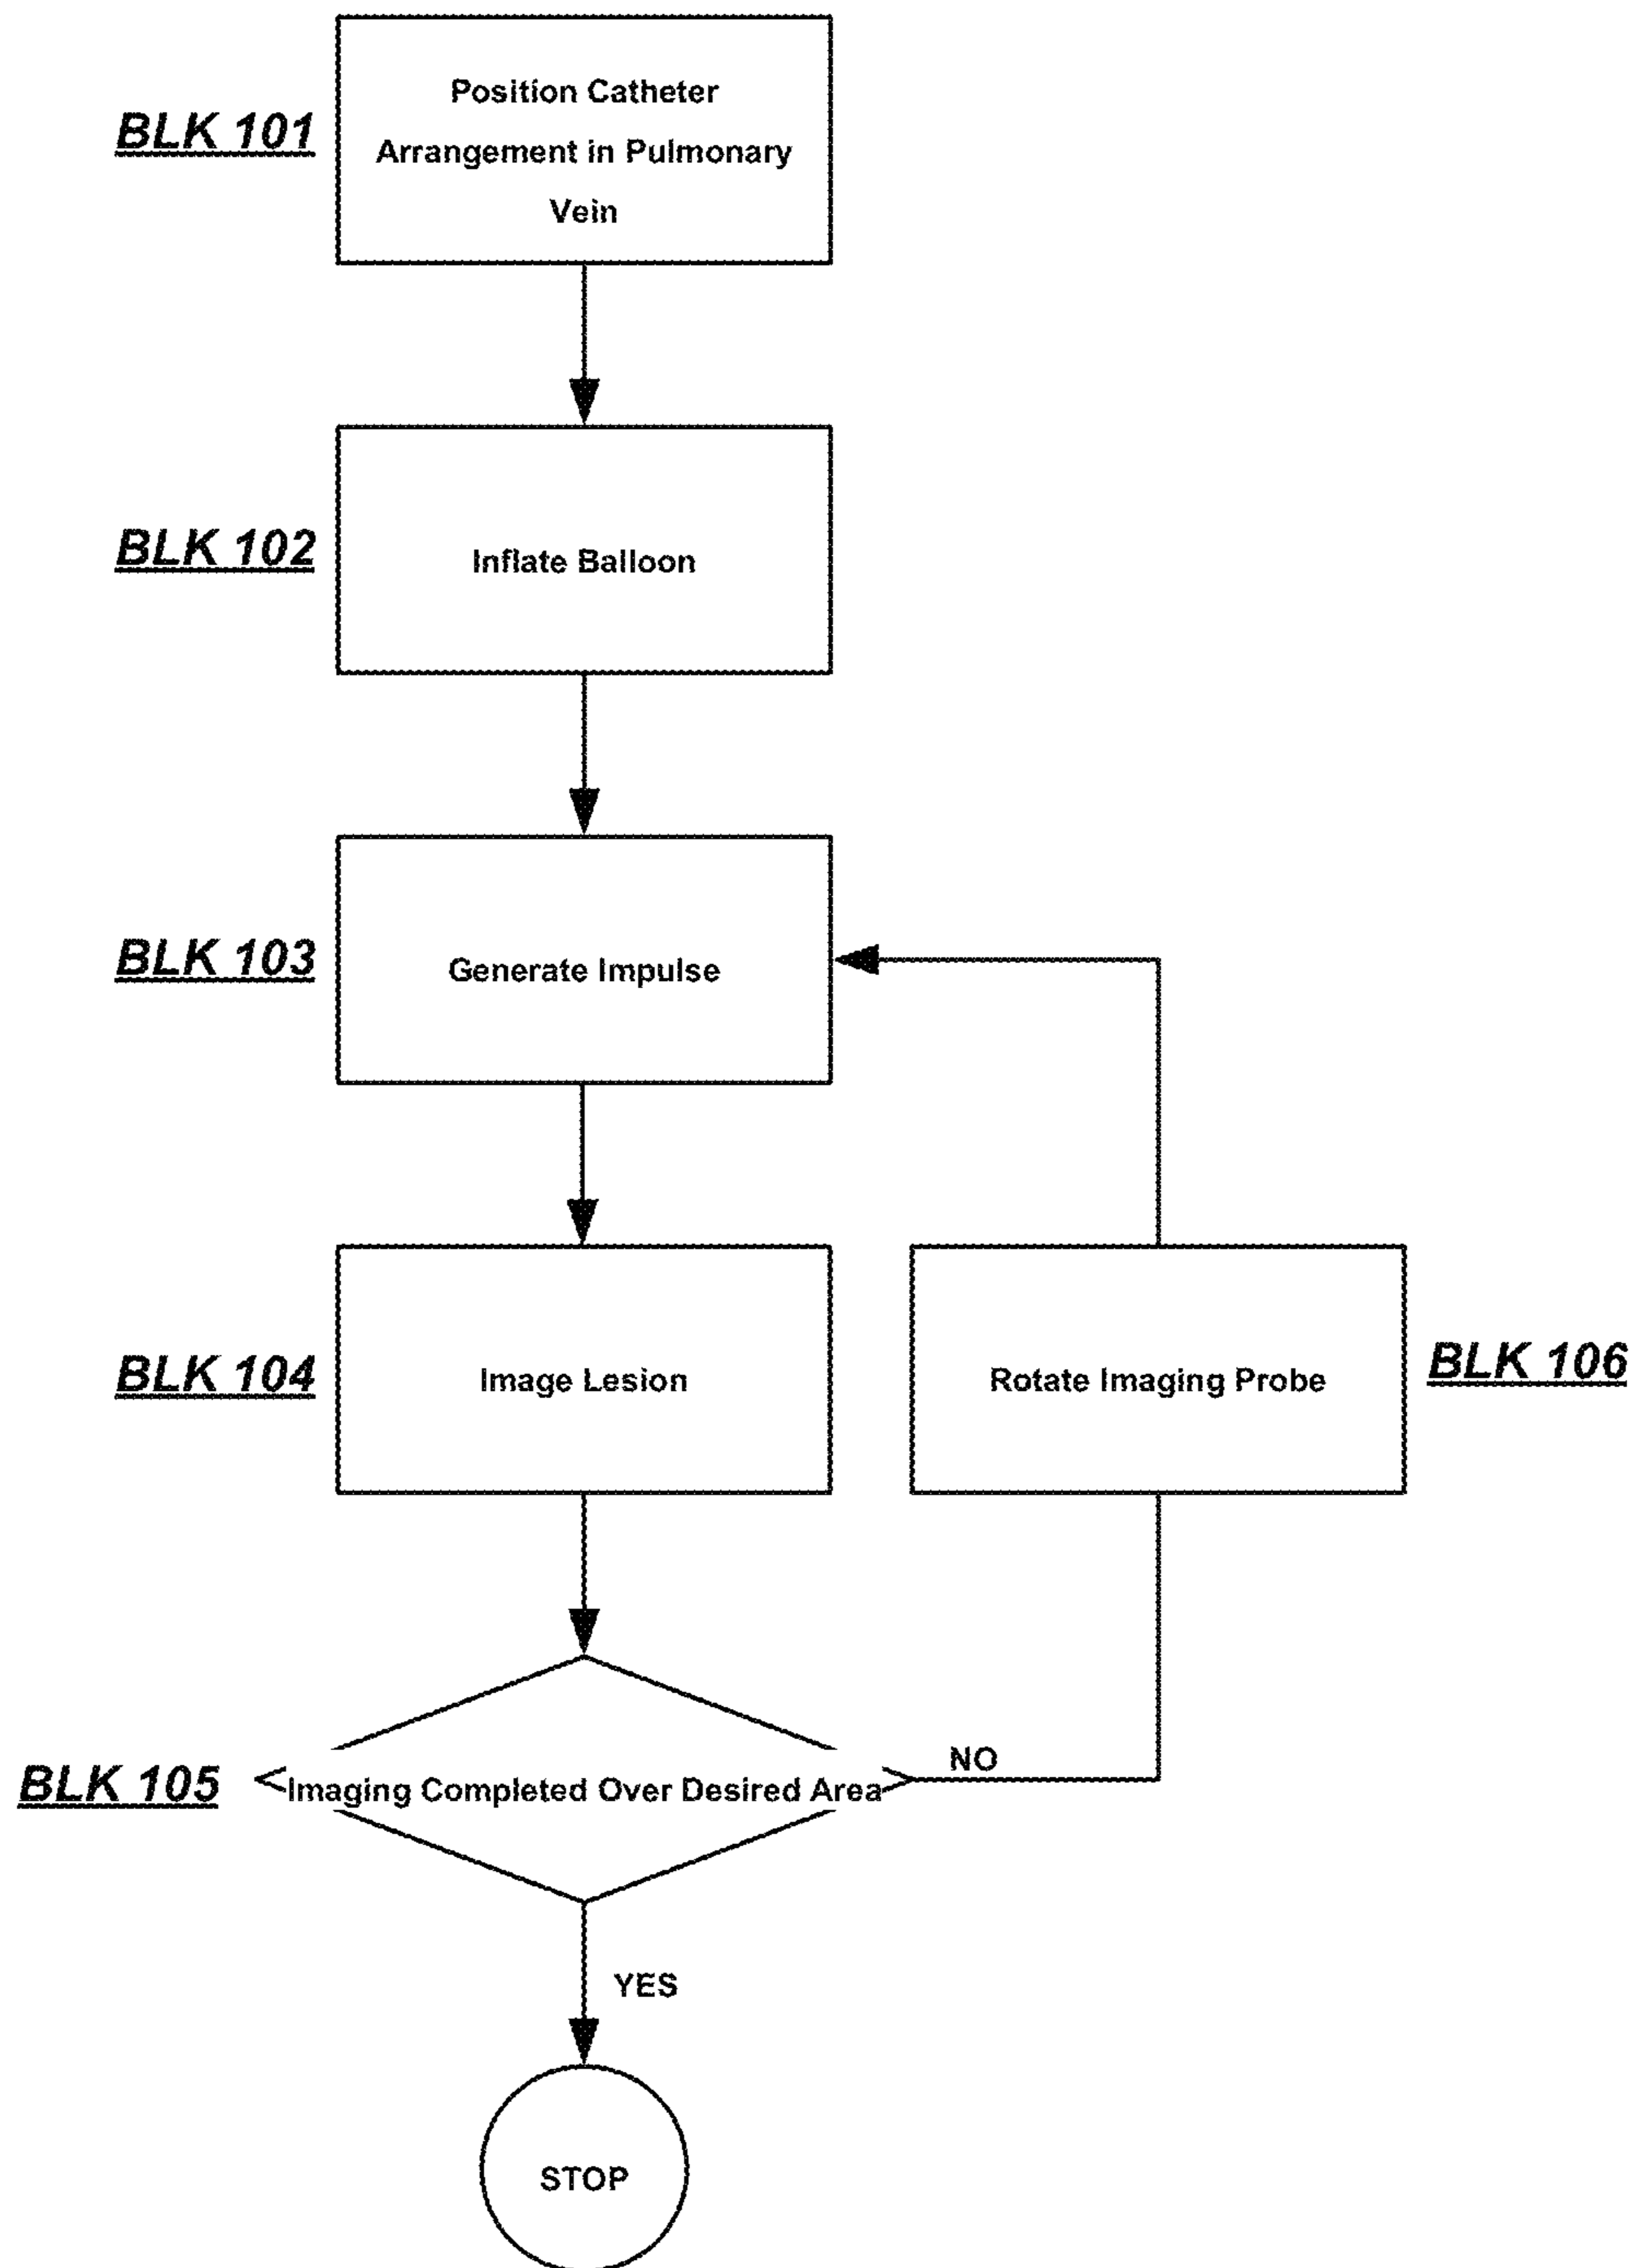 BLK 101
Position Catheter
Arrangement in Pulmonary
Vein
BLK 102
Inflate Balloon
BLK 103
Generate Impulse
BLK 104
Image Lesion
Rotate Imaging Probe
BLK 106
BLK 105
Imaging Completed Over Desired Area
NO
YES
STOP